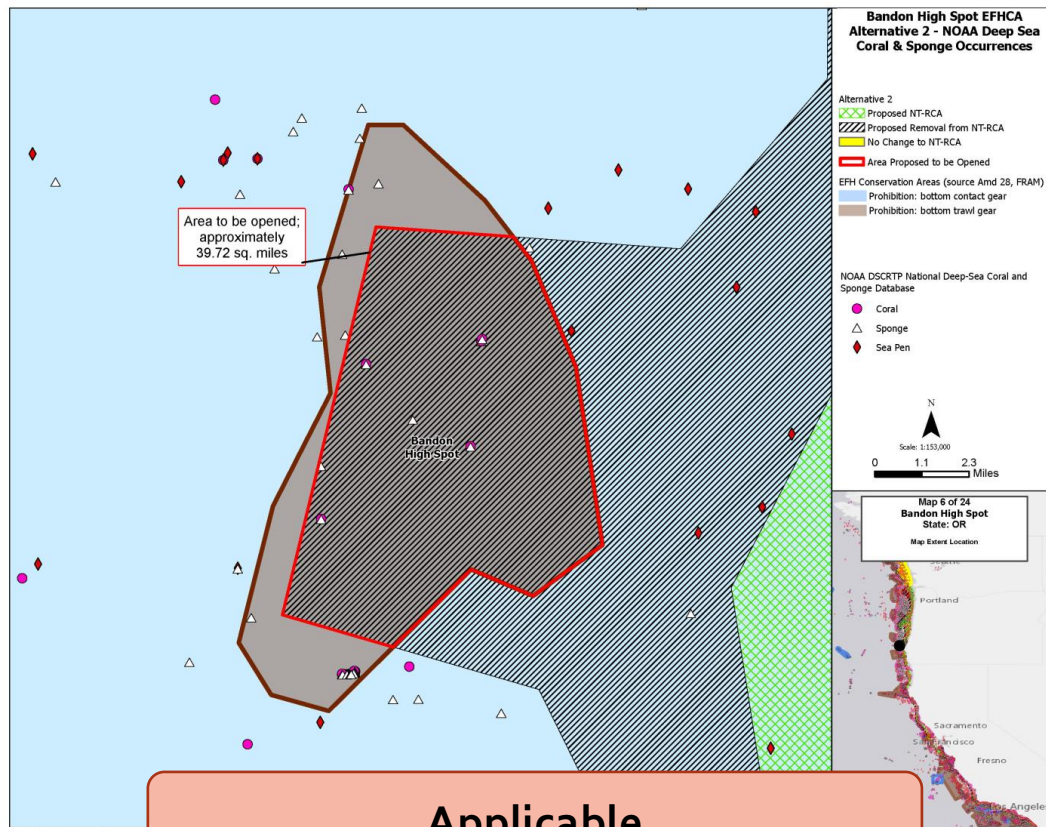 Bandon High Spot EFHCA
Alternative 2 - NOAA Deep Sea
Coral & Sponge Occurrences
Alternative 2
Proposed NT-RCA
Proposed Removal from NT-RCA
No Change to NT-RCA
Area Proposed to be Opened
EFH Conservation Areas (source Amd 28, FRAM)
Prohibition: bottom contact gear
Prohibition: bottom trawl gear
NOAA DSCRTP National Deep-Sea Coral and
Sponge Database
Coral
Sponge
Sea Pen
N
Scale: 1:153,000
0 1.1 2.3
Miles
Area to be opened;
approximately
39.72 sq. miles
Bandon
High Spot
Map 6 of 24
Bandon High Spot
State: OR
Map Extent Location
Portland
Sacramento
San Francisco
Fresno
Los Angeles
Applicable